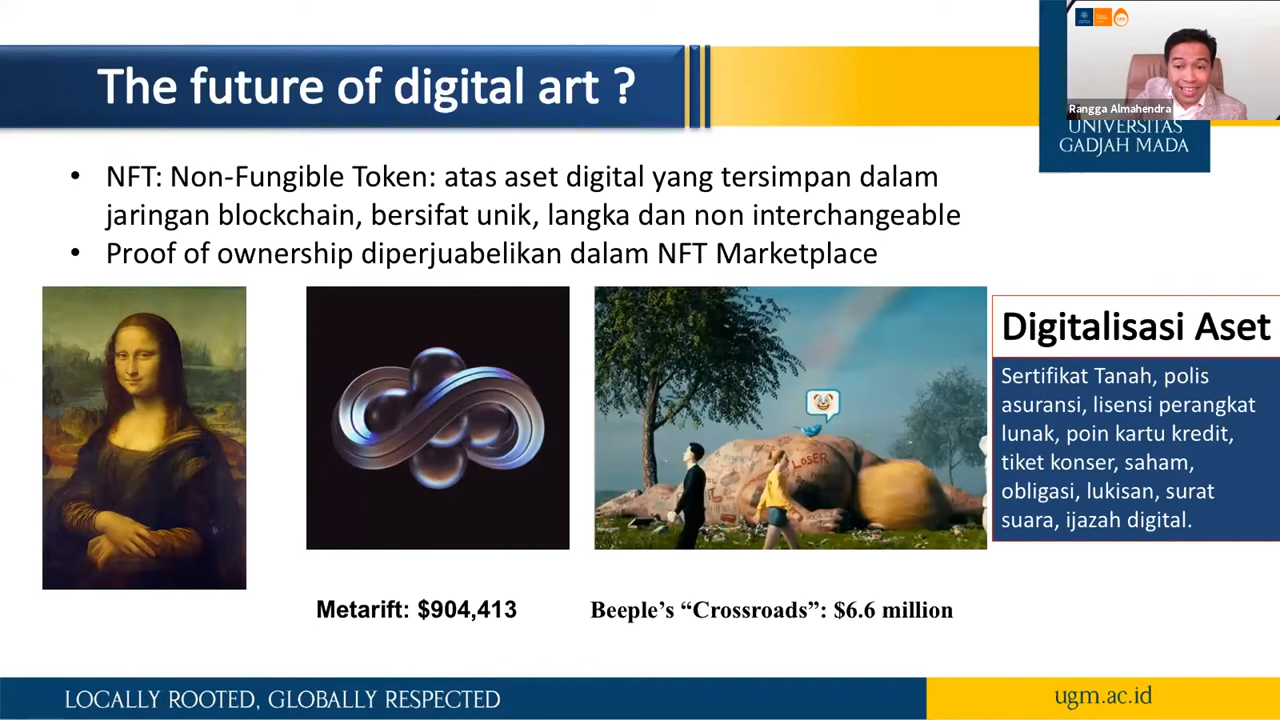 The future of digital art ?
Rangga Almahendra
UNIVERSITAS
GADJAH MADA
• NFT: Non-Fungible Token: atas aset digital yang tersimpan dalam
jaringan blockchain, bersifat unik, langka dan non interchangeable
• Proof of ownership diperjuabelikan dalam NFT Marketplace
LOSER
Digitalisasi Aset
Sertifikat Tanah, polis
asuransi, lisensi perangkat
lunak, poin kartu kredit,
tiket konser, saham,
obligasi, lukisan, surat
suara, ijazah digital.
Metarift: $904,413
Beeple’s “Crossroads”: $6.6 million
LOCALLY ROOTED, GLOBALLY RESPECTED
ugm.ac.id